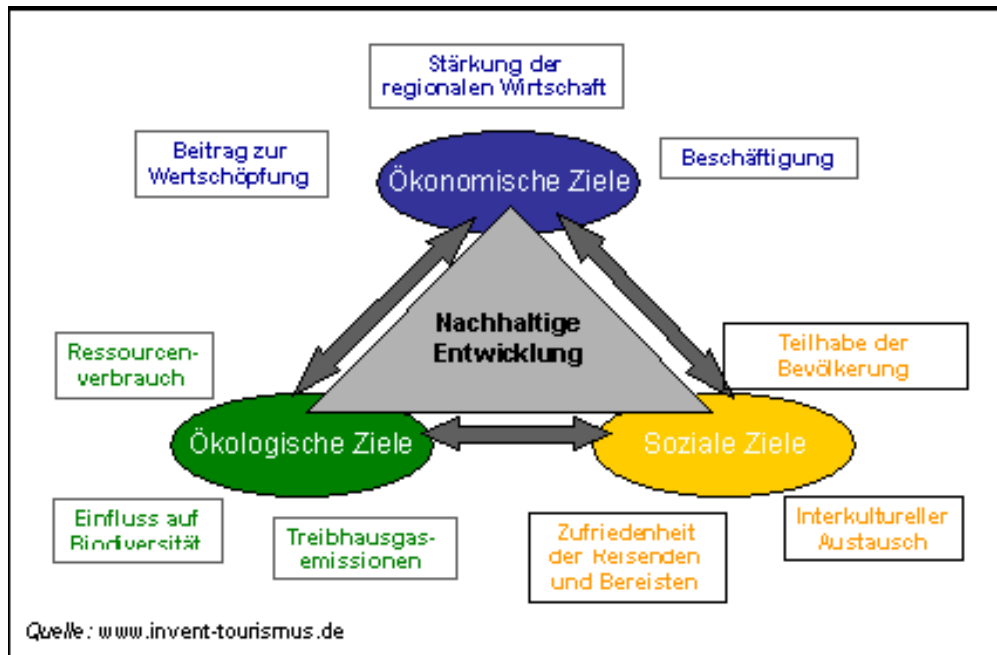 Stärkung der
regionalen Wirtschaft
Beitrag zur
Wertschöpfung
Ökonomische Ziele
Beschäftigung
Nachhaltige
Entwicklung
Ressourcen-
verbrauch
Teilhabe der
Bevölkerung
Ökologische Ziele
Soziale Ziele
Einfluss auf
Biodiversität
Treibhausgas-
emissionen
Zufriedenheit
der Reisenden
und Bereisten
Interkultureller
Austausch
Quelle: www.invent-tourismus.de